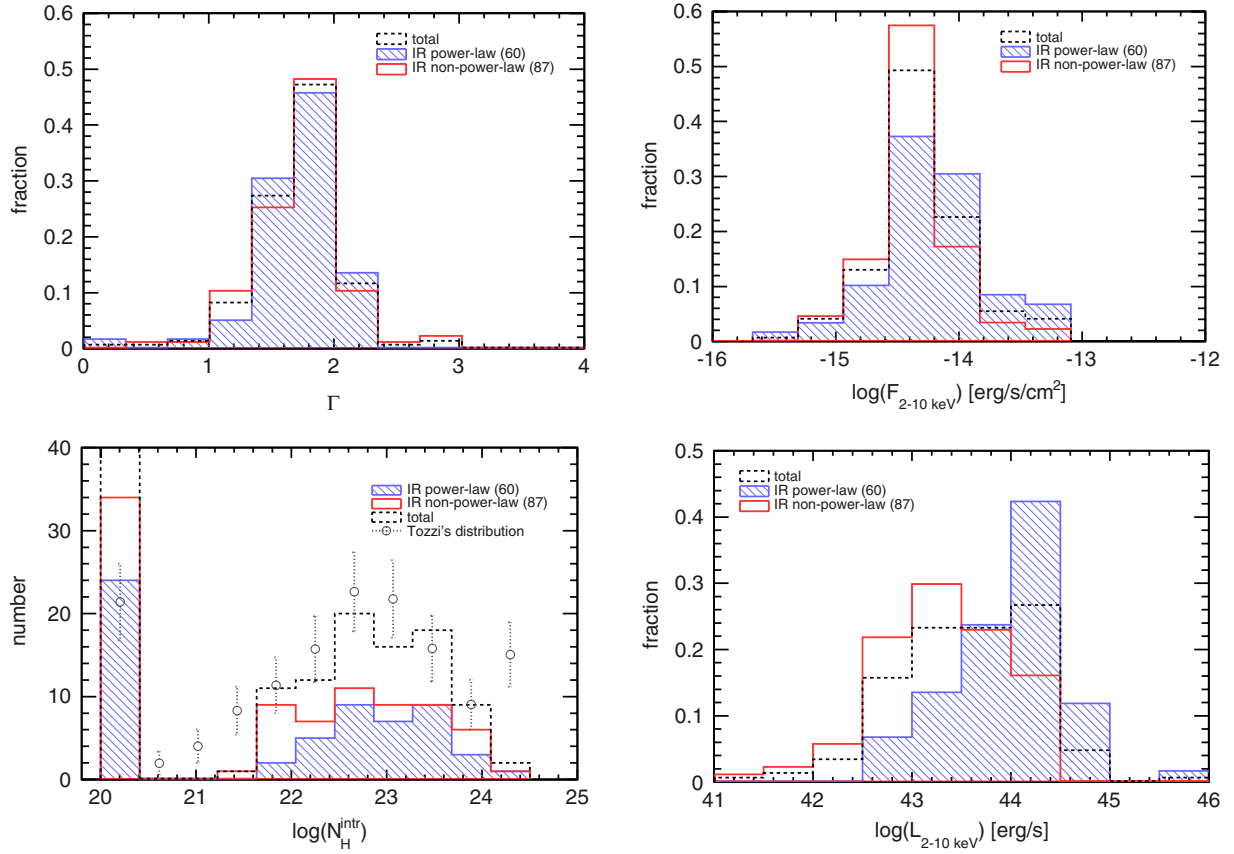 0.6
0.5
0.4
0.3
0.2
0.1
0
fraction
total
IR power-law (60)
IR non-power-law (87)
0 1 2 3 4
Γ
0.6
0.5
0.4
0.3
0.2
0.1
0
fraction
total
IR power-law (60)
IR non-power-law (87)
-16 -15 -14 -13 -12
log(F2-10 keV) [erg/s/cm²]
40
30
20
10
0
number
IR power-law (60)
IR non-power-law (87)
total
Tozzi's distribution
20 21 22 23 24 25
log(N_H^intr)
0.5
0.4
0.3
0.2
0.1
0
fraction
total
IR power-law (60)
IR non-power-law (87)
41 42 43 44 45 46
log(L2-10 keV) [erg/s]